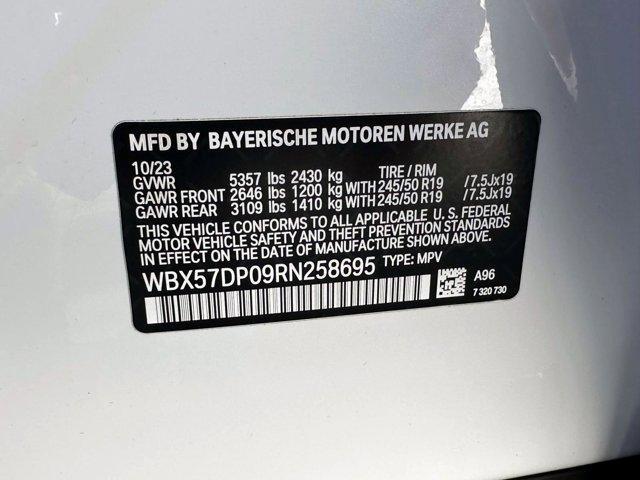 MFD BY BAYERISCHE MOTOREN WERKE AG
10/23 TIRE / RIM
GVWR 5357 lbs 2430 kg
GAWR FRONT 2646 lbs 1200 kg WITH 245/50 R19 /7.5Jx19
GAWR REAR 3109 lbs 1410 kg WITH 245/50 R19 /7.5Jx19
THIS VEHICLE CONFORMS TO ALL APPLICABLE U. S. FEDERAL
MOTOR VEHICLE SAFETY AND THEFT PREVENTION STANDARDS
IN EFFECT ON THE DATE OF MANUFACTURE SHOWN ABOVE.
WBX57DP09RN258695 TYPE: MPV
A96
7 320 730